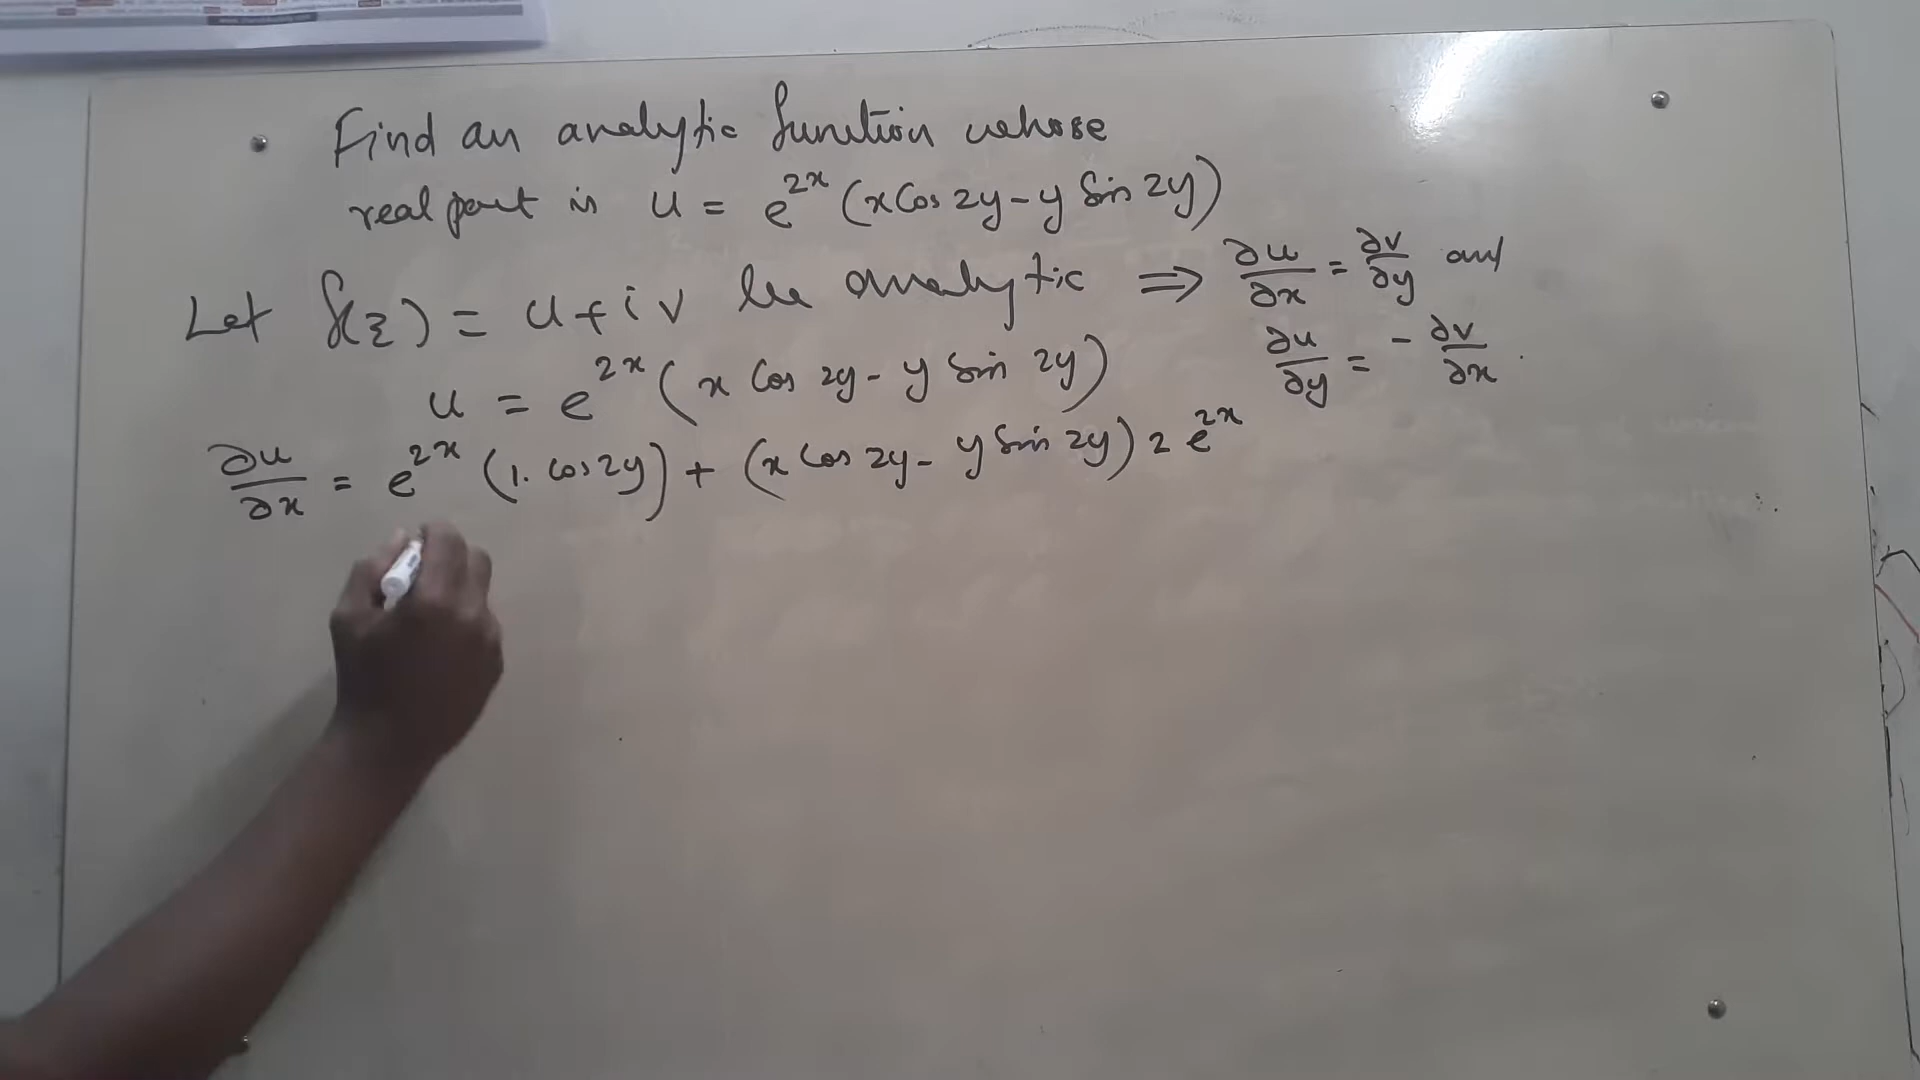 Find an analytic function whose
real part is u = e^{2x} (x Cos 2y - y Sin 2y)
Let f(z) = u + iv be analytic ⇒ ∂u/∂x = ∂v/∂y and
∂u/∂y = - ∂v/∂x .
u = e^{2x} (x Cos 2y - y Sin 2y)
∂u/∂x = e^{2x} (1. cos 2y) + (x Cos 2y - y Sin 2y) 2 e^{2x}